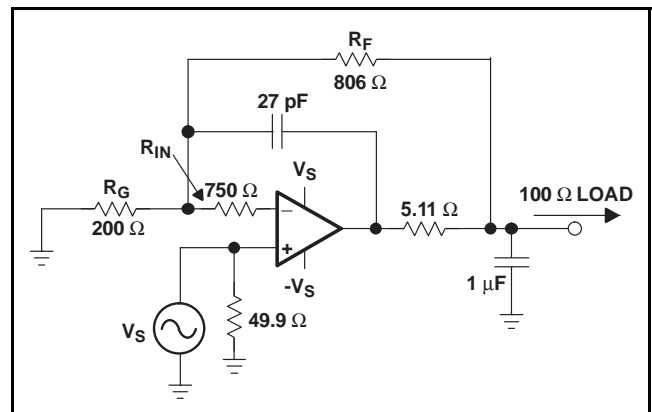 R_F
806 Ω
27 pF
R_IN
V_S
R_G
750 Ω
100 Ω LOAD
5.11 Ω
200 Ω
−
+
-V_S
1 μF
49.9 Ω
V_S